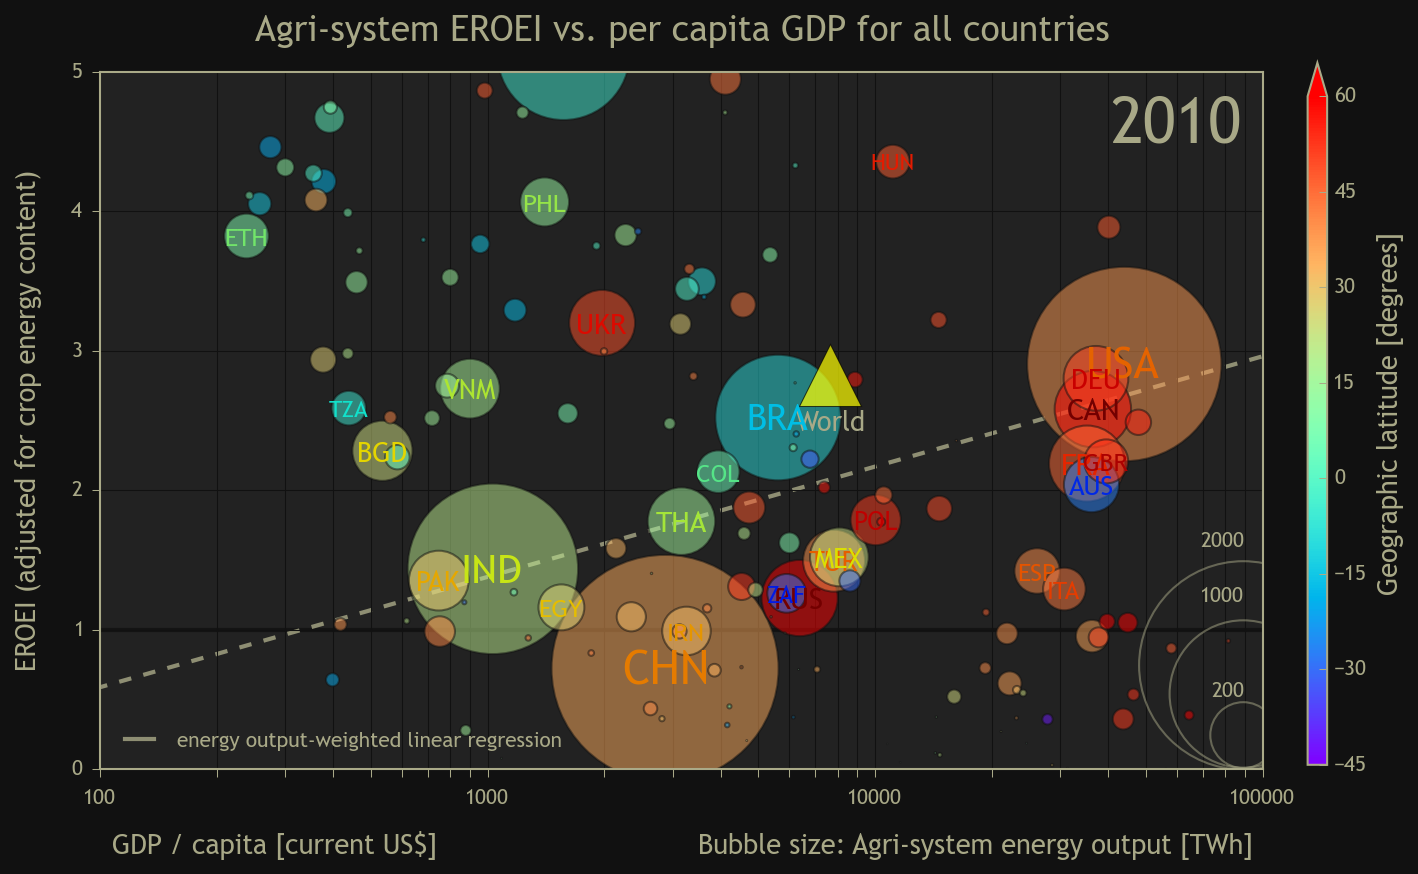 Agri-system EROEI vs. per capita GDP for all countries
2010
EROEI (adjusted for crop energy content)
5
4
3
2
1
0
HUN
PHL
ETH
UKR
USA
DEU
VNM
CAN
TZA
BRA
World
BGD
GBR
COL
AUS
THA
POL
IND
MEX
PAK
ESP
ITA
ZAF
RUS
EGY
CHN
2000
1000
200
energy output-weighted linear regression
100
1000
10000
100000
GDP / capita [current US$]
Bubble size: Agri-system energy output [TWh]
60
45
30
15
0
−15
−30
−45
Geographic latitude [degrees]